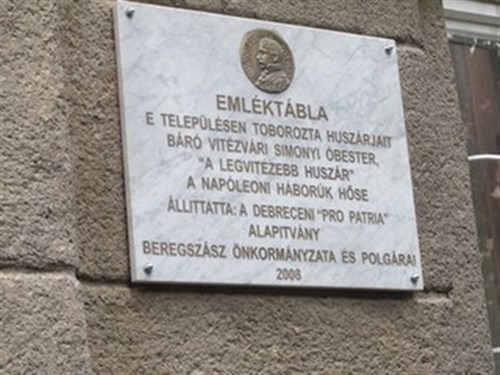 EMLÉKTÁBLA
E TELEPÜLÉSEN TOBOROZTA HUSZÁRJAIT
BÁRÓ VITÉZVÁRI SIMONYI ÓBESTER,
"A LEGVITÉZEBB HUSZÁR"
A NAPÓLEONI HÁBORÚK HŐSE
ÁLLITTATTA: A DEBRECENI "PRO PATRIA"
ALAPITVÁNY
BEREGSZÁSZ ÖNKORMÁNYZATA ÉS POLGÁRAI
2008